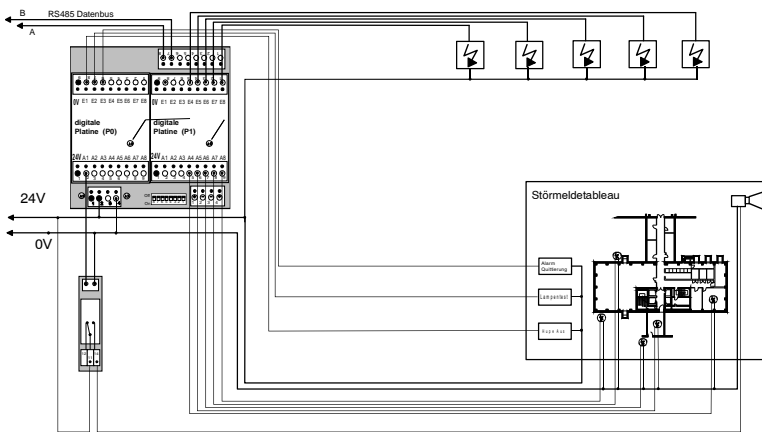 B RS485 Datenbus
A
0V E1 E2 E3 E4 E5 E6 E7 E8 0V E1 E2 E3 E4 E5 E6 E7 E8
digitale
Platine (P0)
digitale
Platine (P1)
24V A1 A2 A3 A4 A5 A6 A7 A8 24V A1 A2 A3 A4 A5 A6 A7 A8
24V
0V
Störmeldetableau
Alarm
Quittierung
Lampentest
Hupe Aus